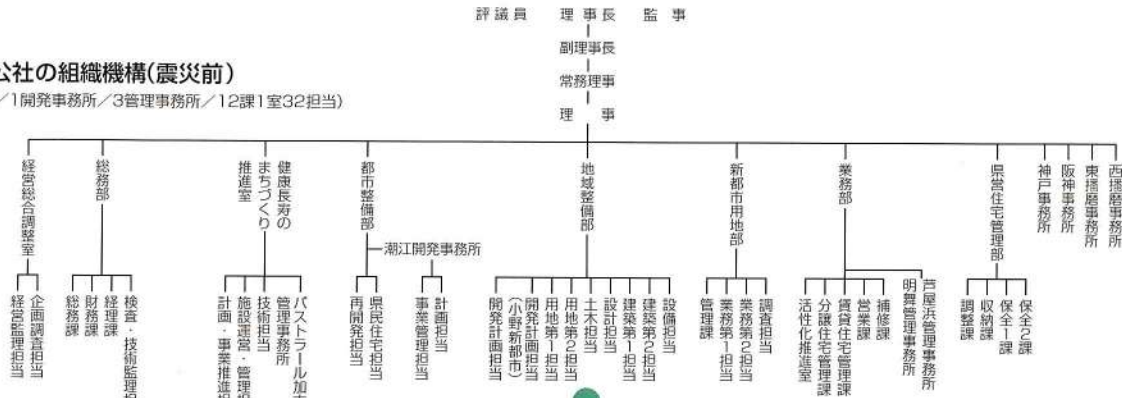 評議員 理事長 監事
副理事長
常務理事
理事
公社の組織機構(震災前)
／1開発事務所／3管理事務所／12課1室32担当)
経営総合調整室
総務部
健康長寿の
まちづくり
推進室
都市整備部
潮江開発事務所
地域整備部
新都市用地部
業務部
県営住宅管理部
神戸事務所
阪神事務所
東播磨事務所
西播磨事務所
企画調査担当
経営監理担当
検査・技術監理担
経理課
財務課
総務課
パストラール加古
管理事務所
技術担当
施設運営・管理担
計画・事業推進担
県民住宅担当
再開発担当
計画担当
事業管理担当
設備担当
建築第2担当
建築第1担当
設計担当
土木担当
用地第2担当
用地第1担当
開発計画担当
(小野新都市)
開発計画担当
調査担当
業務第2担当
業務第1担当
管理課
芦屋浜管理事務所
明舞管理事務所
補修課
営業課
賃貸住宅管理課
分譲住宅管理課
活性化推進室
保全2課
保全1課
収納課
調整課